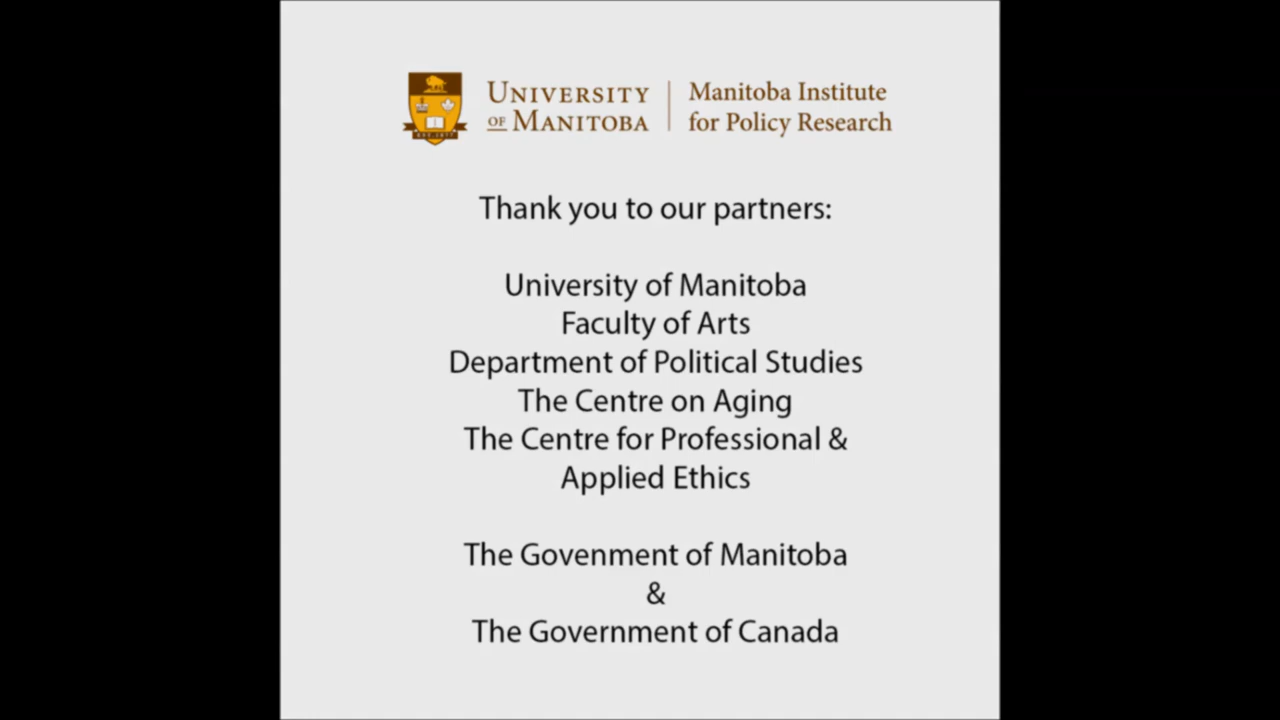 UNIVERSITY
OF MANITOBA
Manitoba Institute
for Policy Research
Thank you to our partners:
University of Manitoba
Faculty of Arts
Department of Political Studies
The Centre on Aging
The Centre for Professional &
Applied Ethics
The Govenment of Manitoba
&
The Government of Canada